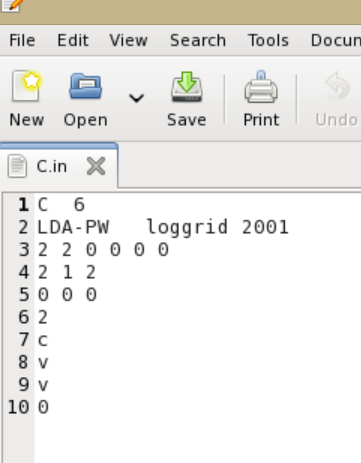 File Edit View Search Tools Docum
New Open Save Print Undo
C.in
1 C  6
2 LDA-PW   loggrid 2001
3 2 2 0 0 0 0
4 2 1 2
5 0 0 0
6 2
7 c
8 v
9 v
10 0